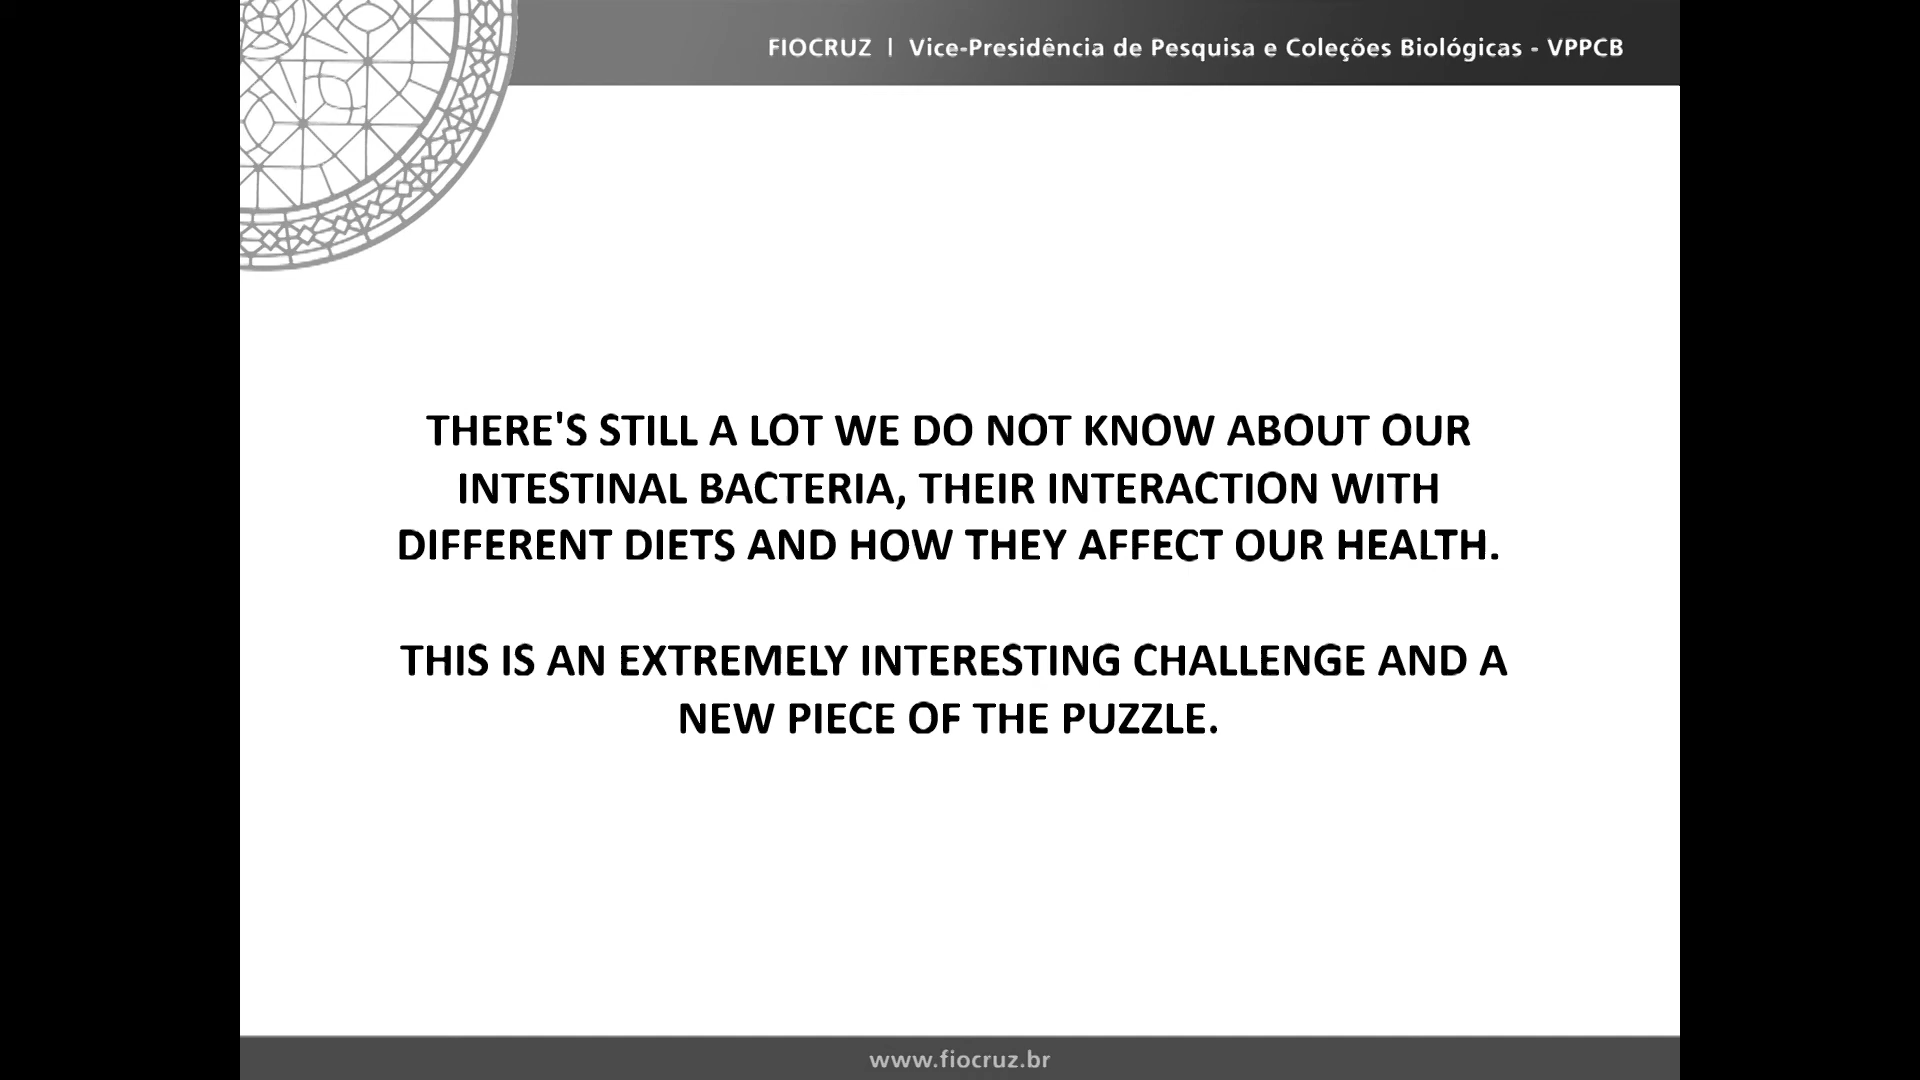 FIOCRUZ | Vice-Presidência de Pesquisa e Coleções Biológicas - VPPCB
THERE'S STILL A LOT WE DO NOT KNOW ABOUT OUR
INTESTINAL BACTERIA, THEIR INTERACTION WITH
DIFFERENT DIETS AND HOW THEY AFFECT OUR HEALTH.
THIS IS AN EXTREMELY INTERESTING CHALLENGE AND A
NEW PIECE OF THE PUZZLE.
www.fiocruz.br